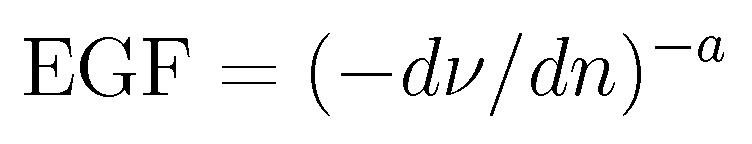 EGF = (−dν/dn)^{−a}